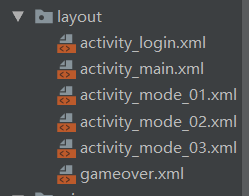 layout
activity_login.xml
activity_main.xml
activity_mode_01.xml
activity_mode_02.xml
activity_mode_03.xml
gameover.xml